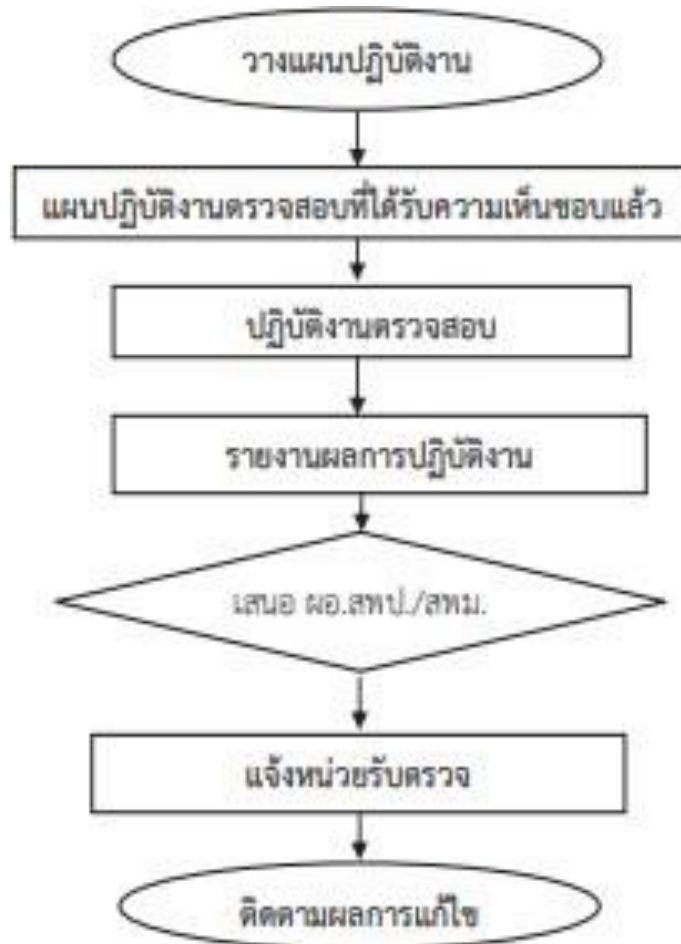 วางแผนปฏิบัติงาน
แผนปฏิบัติงานตรวจสอบที่ได้รับความเห็นชอบแล้ว
ปฏิบัติงานตรวจสอบ
รายงานผลการปฏิบัติงาน
เสนอ ผอ.สพป./สพม.
แจ้งหน่วยรับตรวจ
ติดตามผลการแก้ไข